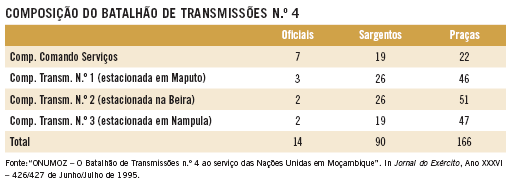 COMPOSIÇÃO DO BATALHÃO DE TRANSMISSÕES N.º 4
Oficiais Sargentos Praças
Comp. Comando Serviços 7 19 22
Comp. Transm. N.º 1 (estacionada em Maputo) 3 26 46
Comp. Transm. N.º 2 (estacionada na Beira) 2 26 51
Comp. Transm. N.º 3 (estacionada em Nampula) 2 19 47
Total 14 90 166
Fonte: "ONUMOZ – O Batalhão de Transmissões n.º 4 ao serviço das Nações Unidas em Moçambique". In Jornal do Exército, Ano XXXVI
– 426/427 de Junho/Julho de 1995.